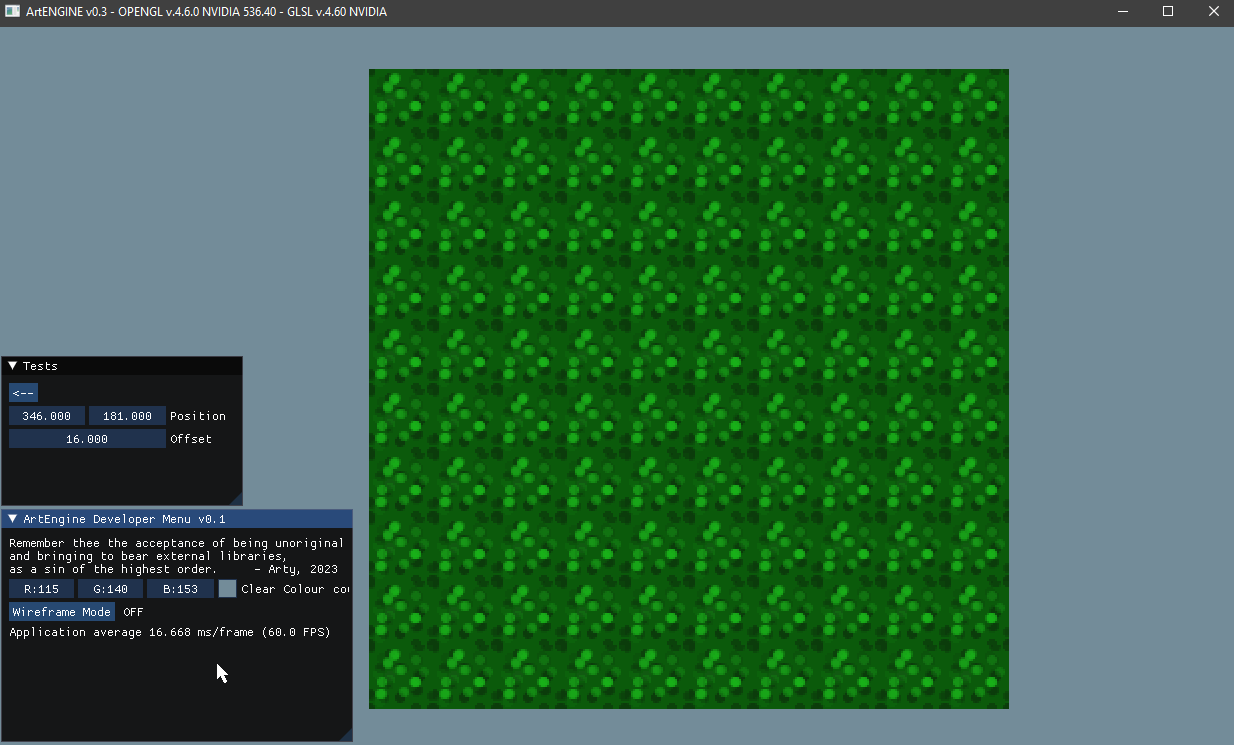 ArtENGINE v0.3 - OPENGL v.4.6.0 NVIDIA 536.40 - GLSL v.4.60 NVIDIA
Tests
<--
346.000 181.000 Position
16.000 Offset
ArtEngine Developer Menu v0.1
Remember thee the acceptance of being unoriginal
and bringing to bear external libraries,
as a sin of the highest order. - Arty, 2023
R:115 G:140 B:153 Clear Colour
Wireframe Mode OFF
Application average 16.668 ms/frame (60.0 FPS)